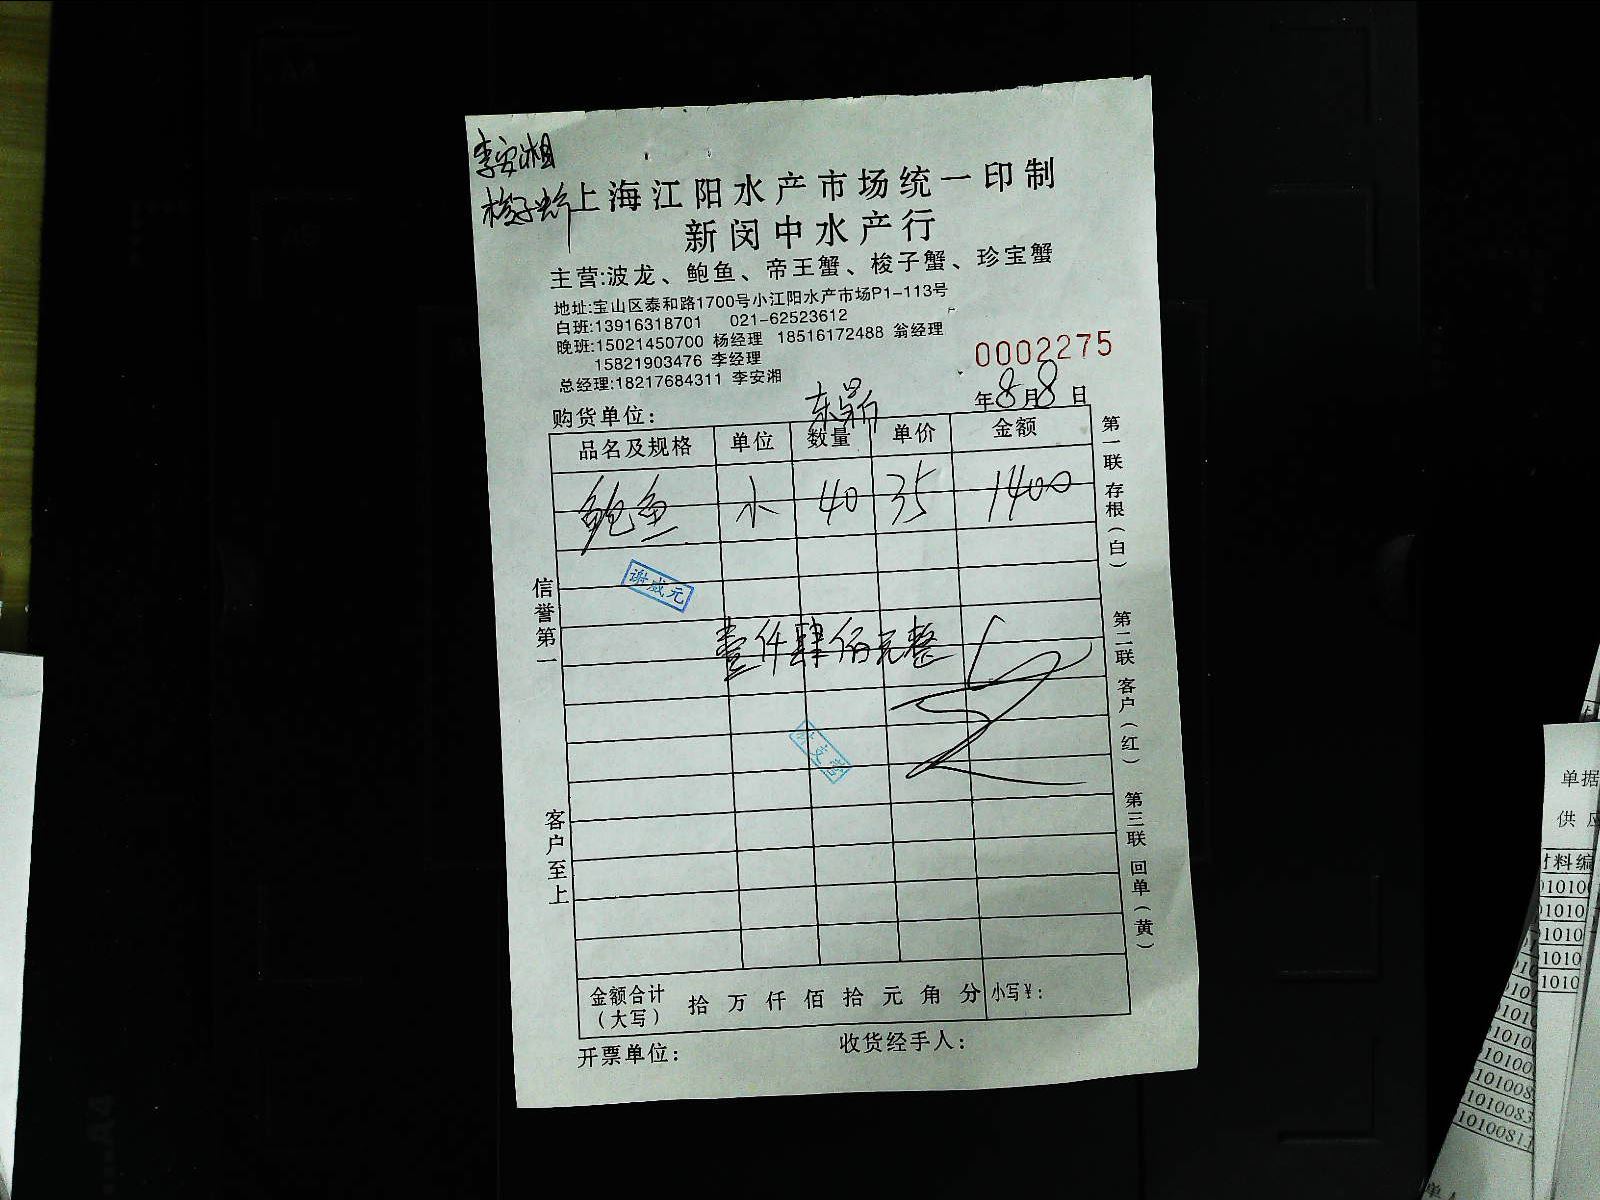 李安湘
梭子蟹
上海江阳水产市场统一印制
新闵中水产行
主营:波龙、鲍鱼、帝王蟹、梭子蟹、珍宝蟹
地址:宝山区泰和路1700号小江阳水产市场P1-113号
白班:13916318701 021-62523612
晚班:15021450700 杨经理 18516172488 翁经理
15821903476 李经理
总经理:18217684311 李安湘
0002275
购货单位:
年8月8日
品名及规格 单位 数量 单价 金额
鲍鱼 水 40 35 1400
谢咸元
壹仟肆佰元整
信誉第一
客户至上
第一联 存根(白)
第二联 客户(红)
第三联 回单(黄)
金额合计(大写) 拾 万 仟 佰 拾 元 角 分 小写¥:
开票单位: 收货经手人:
单据
供
材料编